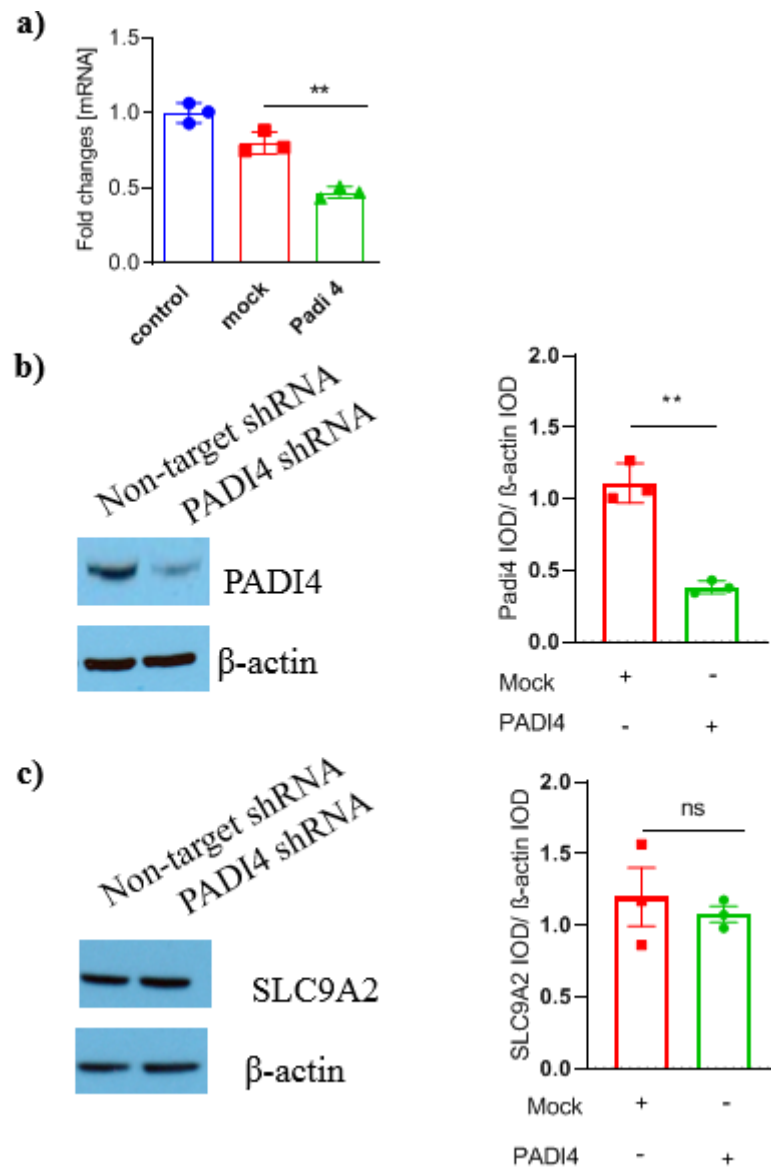 a)
Fold changes [mRNA]
1.5
1.0
0.5
0.0
**
control
mock
Padi 4
b)
Non-target shRNA
PADI4 shRNA
PADI4
β-actin
Padi4 IOD/ ß-actin IOD
2.0
1.5
1.0
0.5
0.0
**
Mock + -
PADI4 - +
c)
Non-target shRNA
PADI4 shRNA
SLC9A2
β-actin
SLC9A2 IOD/ ß-actin IOD
2.0
1.5
1.0
0.5
0.0
ns
Mock + -
PADI4 - +